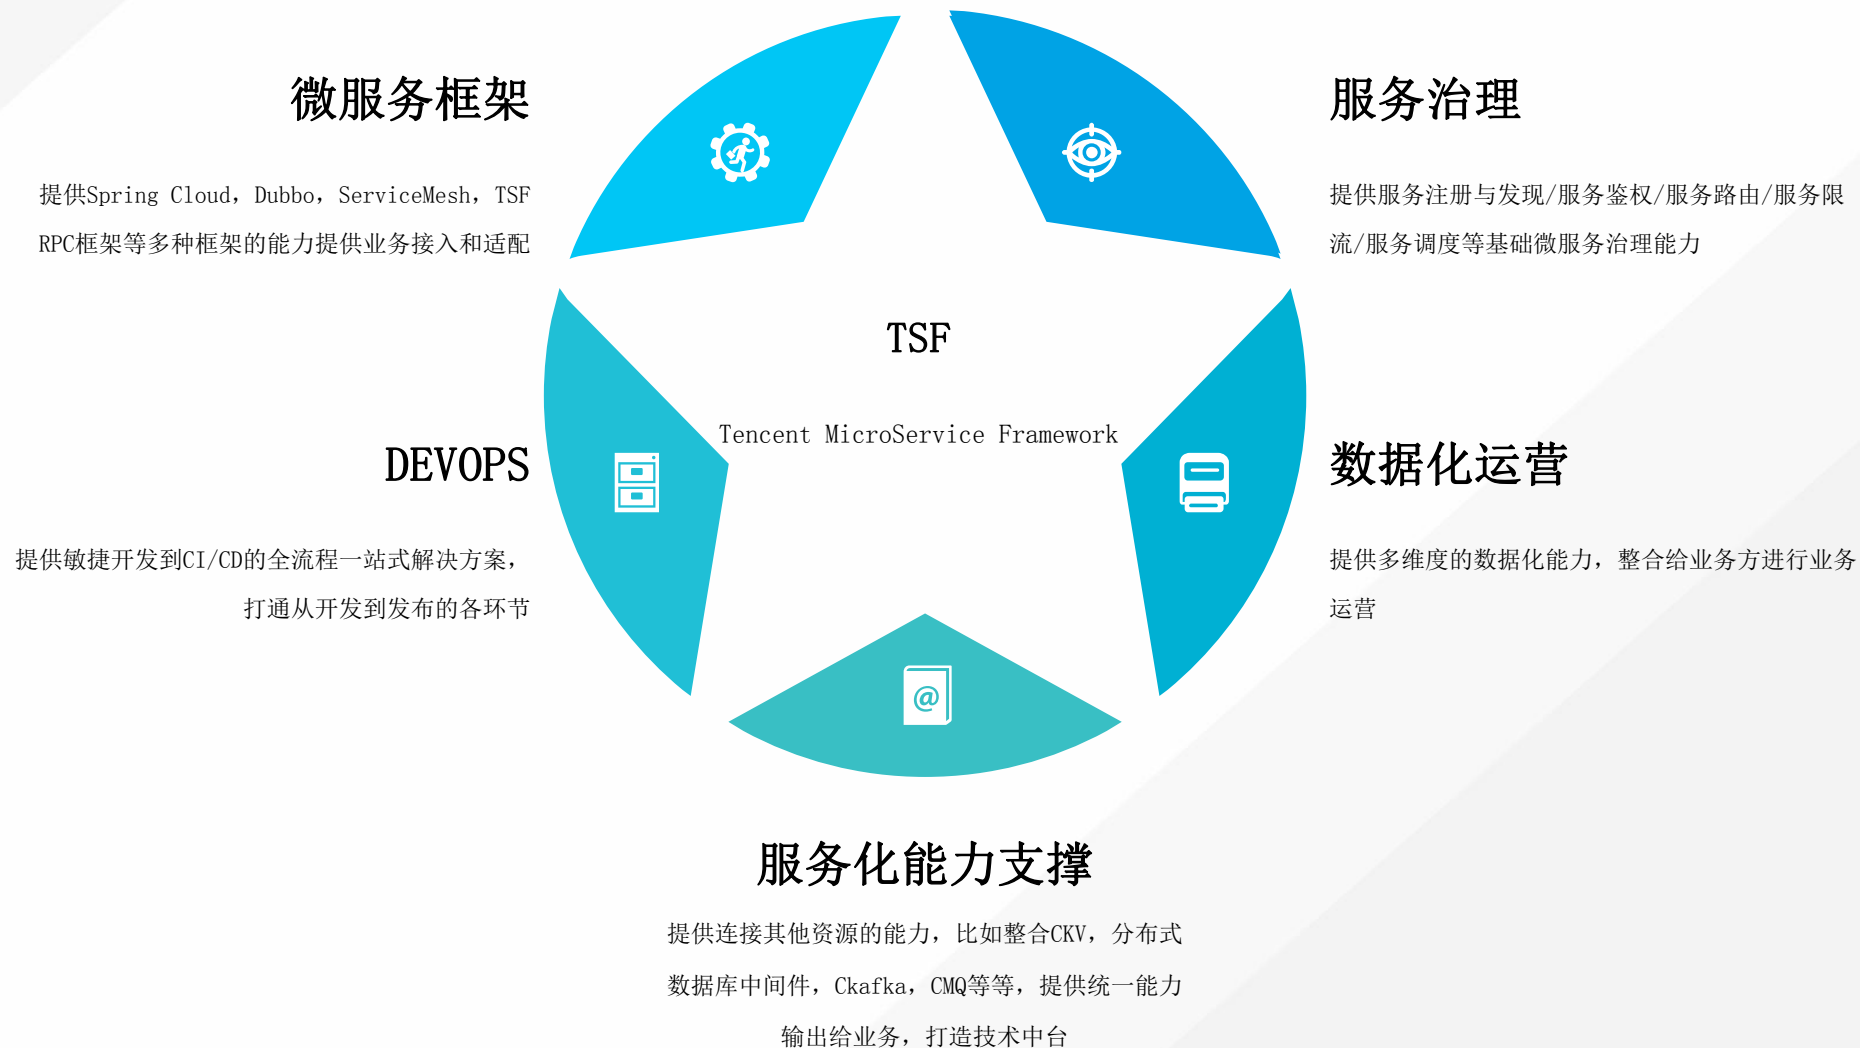 微服务框架
提供Spring Cloud，Dubbo，ServiceMesh，TSF
RPC框架等多种框架的能力提供业务接入和适配
服务治理
提供服务注册与发现/服务鉴权/服务路由/服务限
流/服务调度等基础微服务治理能力
TSF
Tencent MicroService Framework
DEVOPS
提供敏捷开发到CI/CD的全流程一站式解决方案，
打通从开发到发布的各环节
数据化运营
提供多维度的数据化能力，整合给业务方进行业务
运营
@
服务化能力支撑
提供连接其他资源的能力，比如整合CKV，分布式
数据库中间件，Ckafka，CMQ等等，提供统一能力
输出给业务，打造技术中台